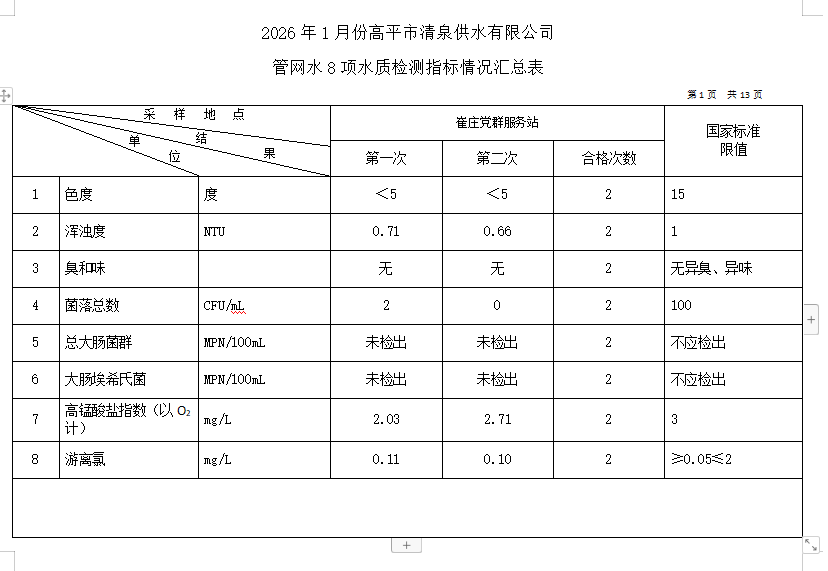 2026 年 1 月份高平市清泉供水有限公司
管网水 8 项水质检测指标情况汇总表
第 1 页 共 13 页
采 样 地 点
单 位
结 果
崔庄党群服务站
国家标准
限值
第一次 第二次 合格次数
1 色度 度 <5 <5 2 15
2 浑浊度 NTU 0.71 0.66 2 1
3 臭和味 无 无 2 无异臭、异味
4 菌落总数 CFU/mL 2 0 2 100
5 总大肠菌群 MPN/100mL 未检出 未检出 2 不应检出
6 大肠埃希氏菌 MPN/100mL 未检出 未检出 2 不应检出
7 高锰酸盐指数（以 O₂
计） mg/L 2.03 2.71 2 3
8 游离氯 mg/L 0.11 0.10 2 ≥0.05≤2